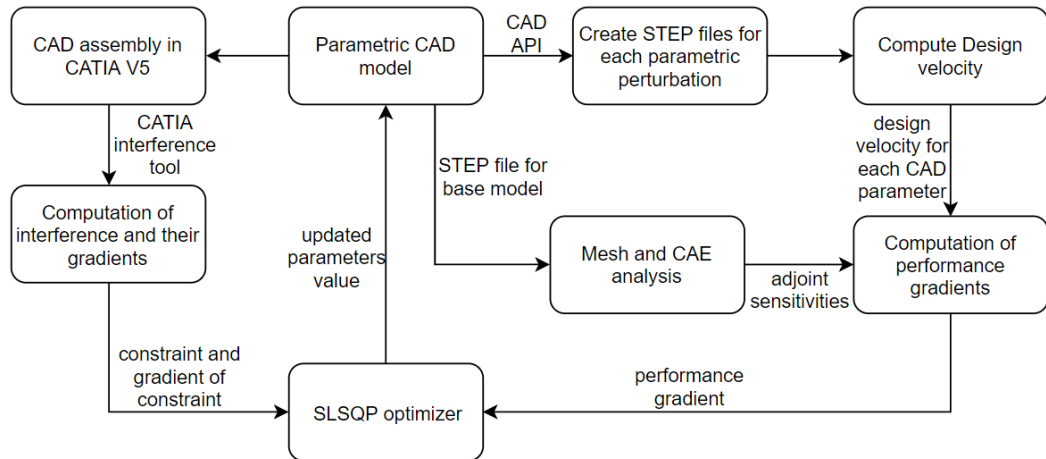 CAD assembly in
CATIA V5
Parametric CAD
model
CAD
API
Create STEP files for
each parametric
perturbation
Compute Design
velocity
CATIA
interference
tool
STEP file for
base model
design
velocity for
each CAD
parameter
Computation of
interference and their
gradients
updated
parameters
value
Mesh and CAE
analysis
adjoint
sensitivities
Computation of
performance
gradients
constraint and
gradient of
constraint
SLSQP optimizer
performance
gradient